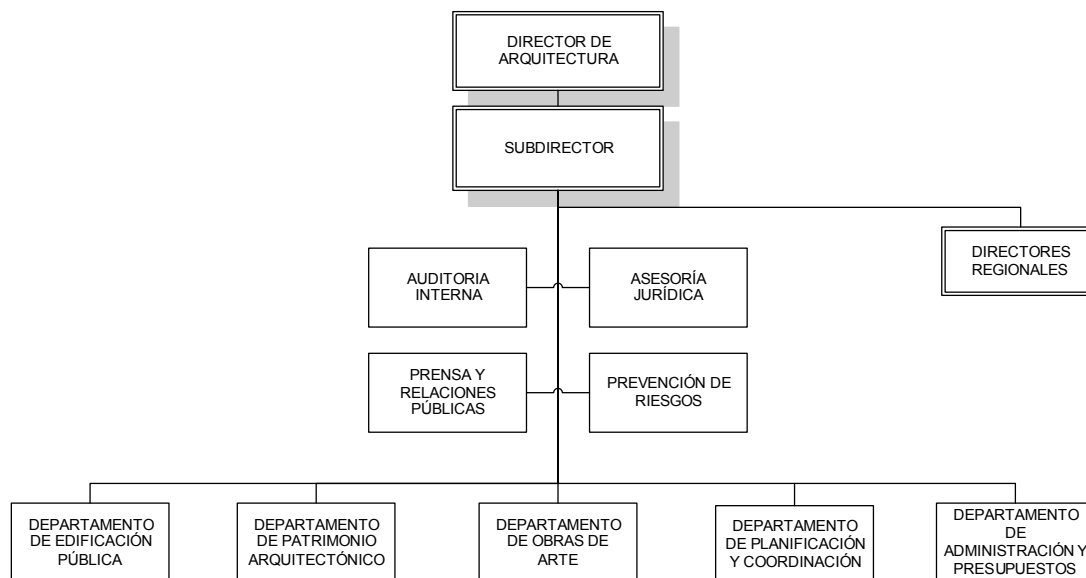 DIRECTOR DE
ARQUITECTURA
SUBDIRECTOR
DIRECTORES
REGIONALES
AUDITORIA
INTERNA
ASESORÍA
JURÍDICA
PRENSA Y
RELACIONES
PÚBLICAS
PREVENCIÓN DE
RIESGOS
DEPARTAMENTO
DE EDIFICACIÓN
PÚBLICA
DEPARTAMENTO
DE PATRIMONIO
ARQUITECTÓNICO
DEPARTAMENTO
DE OBRAS DE
ARTE
DEPARTAMENTO
DE PLANIFICACIÓN
Y COORDINACIÓN
DEPARTAMENTO
DE
ADMINISTRACIÓN Y
PRESUPUESTOS